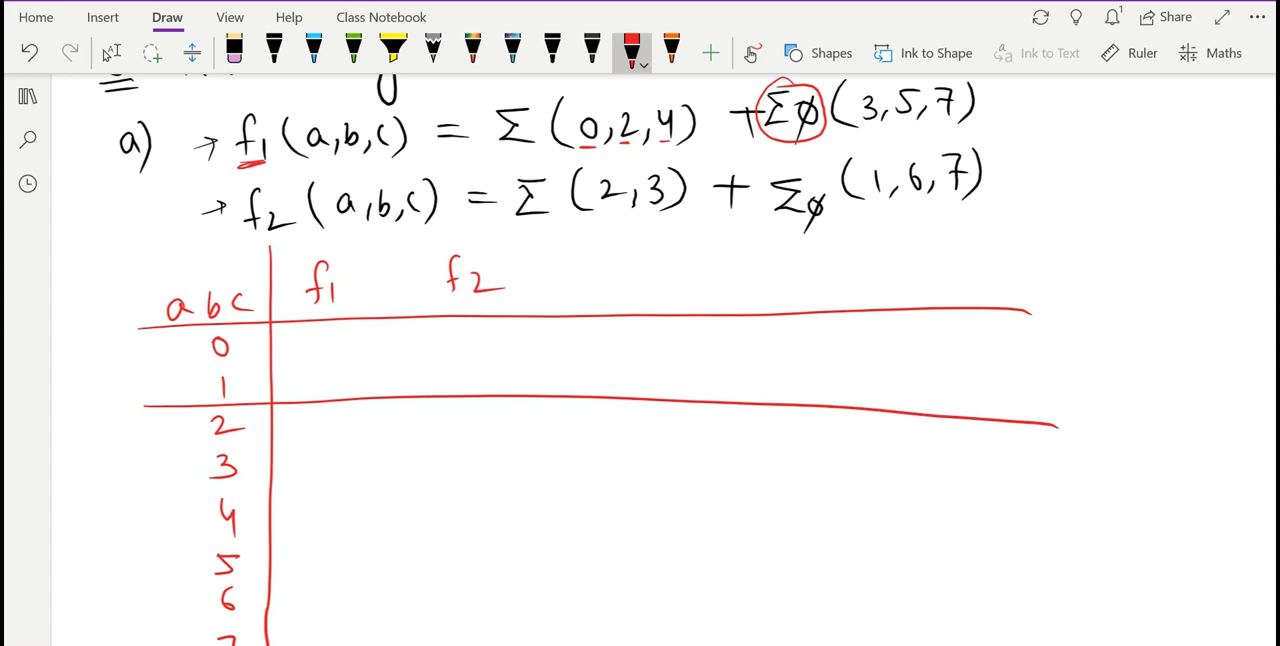 Home Insert Draw View Help Class Notebook 1 Share
Shapes Ink to Shape Ink to Text Ruler Maths
a) → f₁(a,b,c) = Σ(0,2,4) + Σϕ(3,5,7)
→ f₂(a,b,c) = Σ(2,3) + Σϕ(1,6,7)
a b c f₁ f₂
0
1
2
3
4
5
6
7